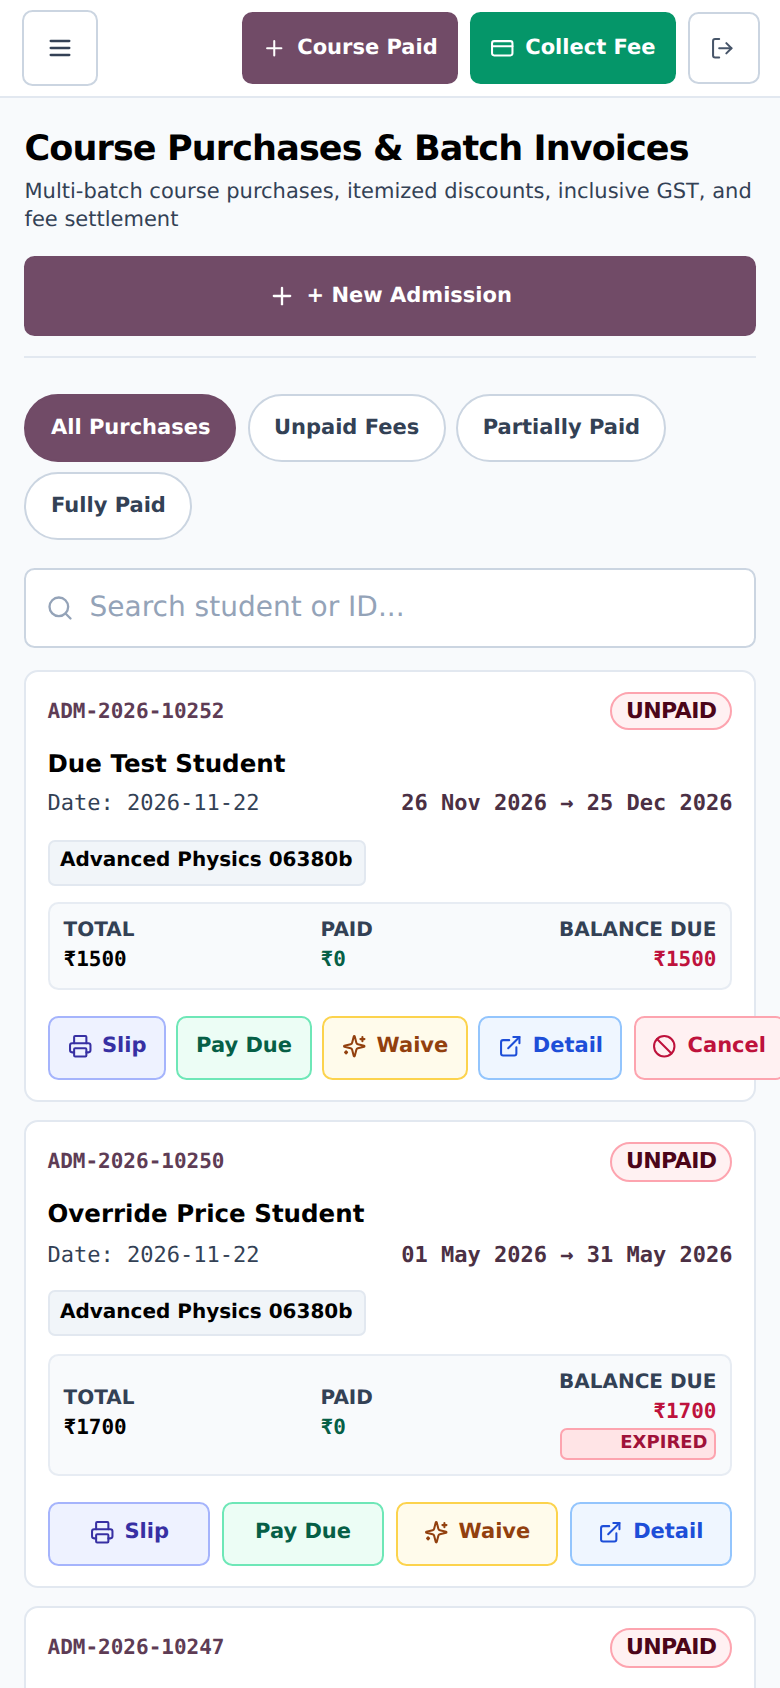 Course Paid Collect Fee
Course Purchases & Batch Invoices
Multi-batch course purchases, itemized discounts, inclusive GST, and
fee settlement
+ New Admission
All Purchases Unpaid Fees Partially Paid
Fully Paid
Search student or ID...
ADM-2026-10252 UNPAID
Due Test Student
Date: 2026-11-22 26 Nov 2026 → 25 Dec 2026
Advanced Physics 06380b
TOTAL PAID BALANCE DUE
₹1500 ₹0 ₹1500
Slip Pay Due Waive Detail Cancel
ADM-2026-10250 UNPAID
Override Price Student
Date: 2026-11-22 01 May 2026 → 31 May 2026
Advanced Physics 06380b
TOTAL PAID BALANCE DUE
₹1700 ₹0 ₹1700
EXPIRED
Slip Pay Due Waive Detail
ADM-2026-10247 UNPAID